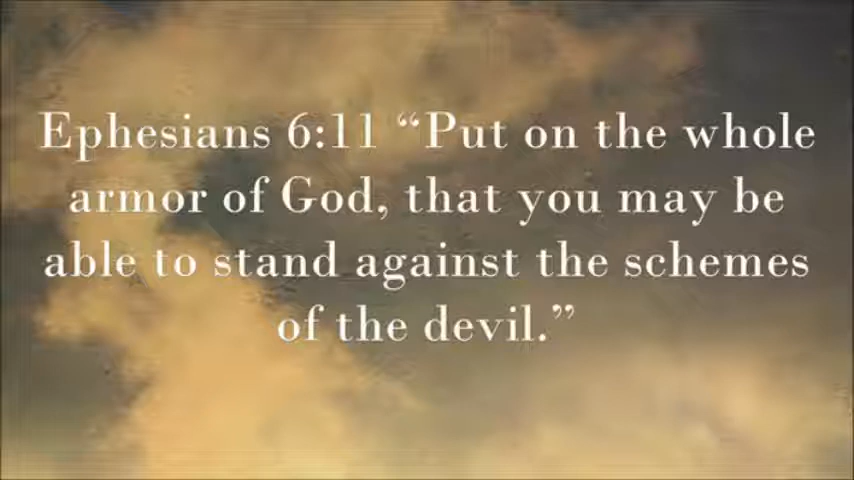 Ephesians 6:11 “Put on the whole
armor of God, that you may be
able to stand against the schemes
of the devil.”